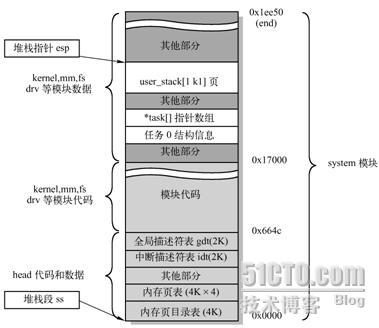 0x1ee50
(end)
其他部分
堆栈指针 esp
kernel,mm,fs
drv 等模块数据
user_stack[1 k1] 页
其他部分
*task[] 指针数组
任务 0 结构信息
其他部分
0x17000
system 模块
kernel,mm,fs
drv 等模块代码
模块代码
0x664c
全局描述符表 gdt(2K)
中断描述符表 idt(2K)
head 代码和数据
其他部分
内存页表 (4K×4)
堆栈段 ss
内存页目录表 (4K)
0x0000
51CTO.com
技术博客 Blog